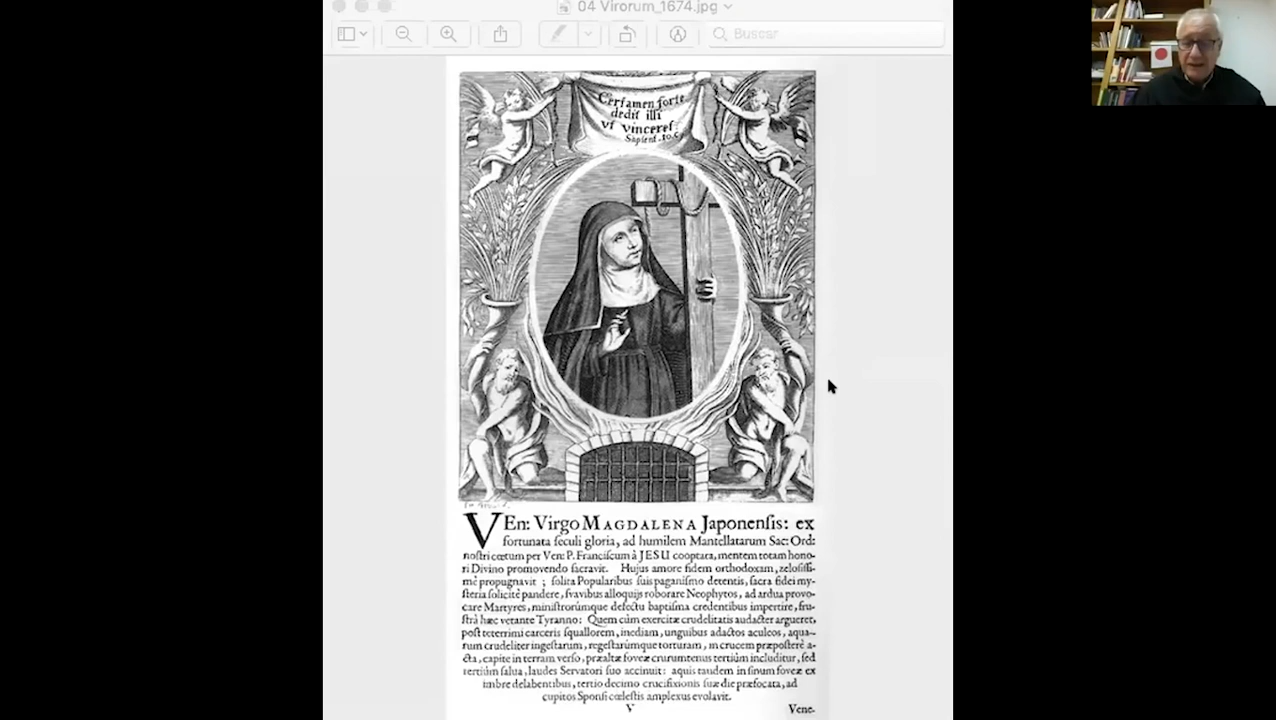 04 Virorum_1674.jpg
Buscar
Certamen forte
dedit illi
vt vinceret
Sapient. 10. c
VEn: Virgo MAGDALENA Japonenſis: ex
fortunata ſeculi gloria, ad humilem Mantellatarum Sac: Ord:
noſtri cœtum per Ven: P. Franciſcum à JESU cooptata, mentem totam hono-
ri Divino promovendo ſacravit. Hujus amore fidem orthodoxam, zeloſiſſi-
mè propugnavit ; ſolita Popularibus ſuis paganiſmo detentis, ſacra fidei my-
ſteria ſolicitè pandere, ſvavibus alloquijs roborare Neophytos, ad ardua provo-
care Martyres, miniſtrorúmque defectu baptiſma credentibus impertire, fru-
ſtrà hæc vetante Tyranno: Quem cùm exercitæ crudelitatis audacter argueret,
poſt teterrimi carceris ſquallorem, inediam, unguibus adactos aculeos, aqua-
rum crudeliter ingeſtarum, regeſtarúmque torturam, in crucem præpoſterè a-
cta, capite in terram verſo, præaltæ foveæ crurumtenus tertiùm includitur, ſed
tertiùm ſalua, laudes Servatori ſuo accinuit: aquis tandem in ſinum foveæ ex
imbre delabentibus, tertio decimo crucifixionis ſuæ die præfocata, ad
cupitos Sponſi cœleſtis amplexus evolavit.
V Vene-